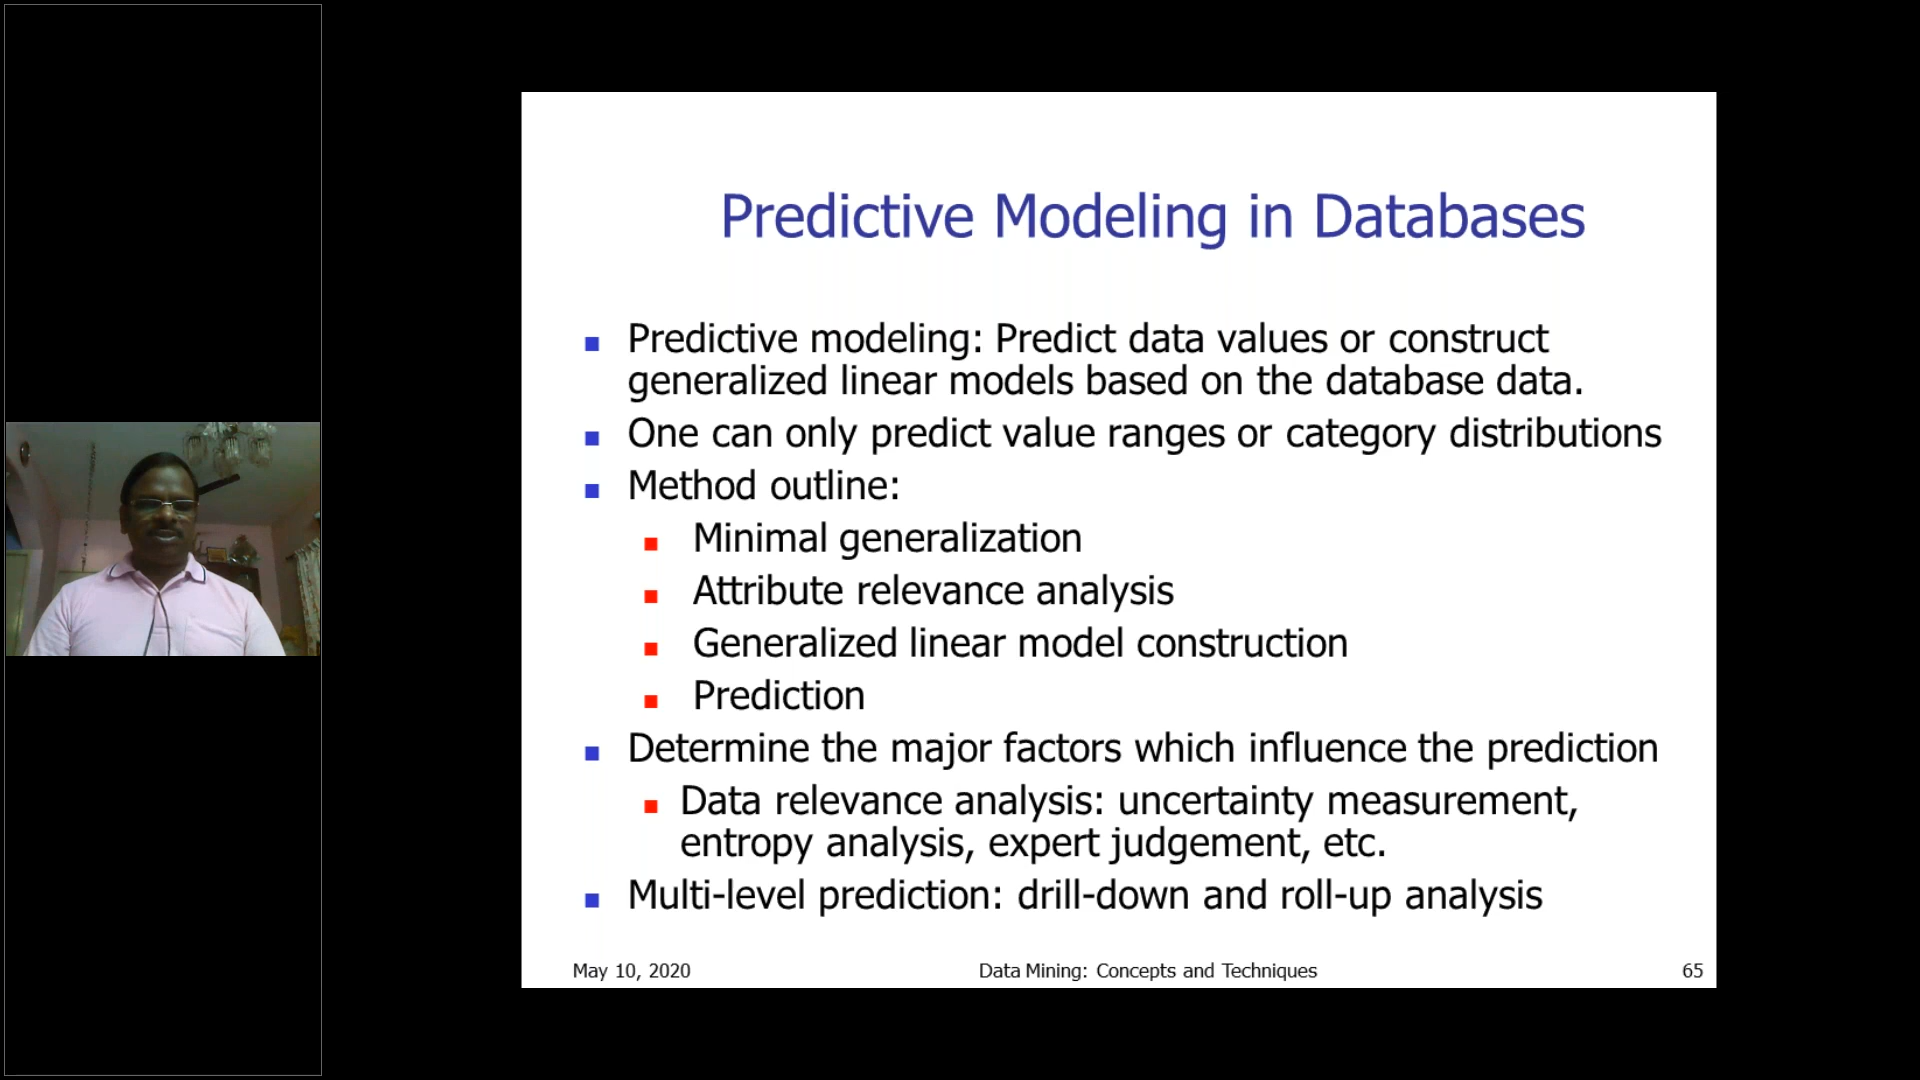 Predictive Modeling in Databases
Predictive modeling: Predict data values or construct
generalized linear models based on the database data.
One can only predict value ranges or category distributions
Method outline:
Minimal generalization
Attribute relevance analysis
Generalized linear model construction
Prediction
Determine the major factors which influence the prediction
Data relevance analysis: uncertainty measurement,
entropy analysis, expert judgement, etc.
Multi-level prediction: drill-down and roll-up analysis
May 10, 2020
Data Mining: Concepts and Techniques
65